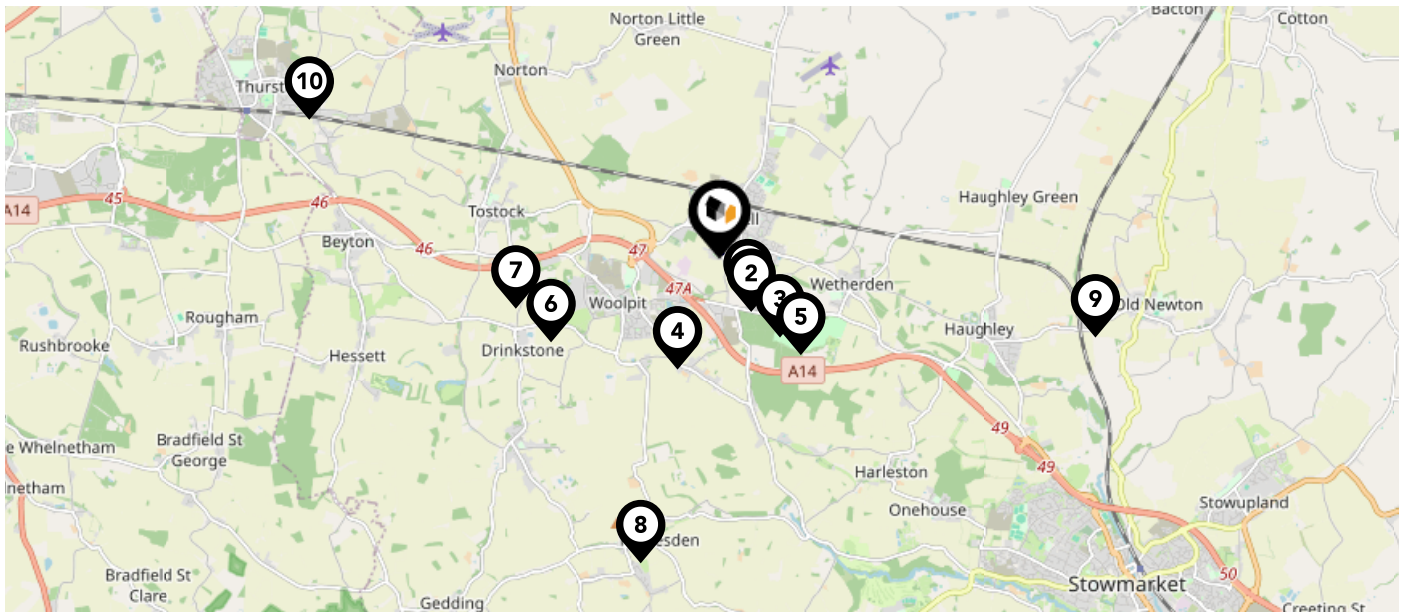 Bacton
Cotton
Norton Little
Green
Norton
10
Haughley Green
45
A14
46
Tostock
Beyton
46
47
7
2
Wetherden
47A
3
6
Woolpit
5
9
Old Newton
Rougham
4
Haughley
Rushbrooke
Hessett
Drinkstone
A14
49
Bradfield St
George
e Whelnetham
49
Harleston
netham
Onehouse
Stowupland
8
esden
Bradfield St
Clare
Gedding
Stowmarket
50
Creeting St